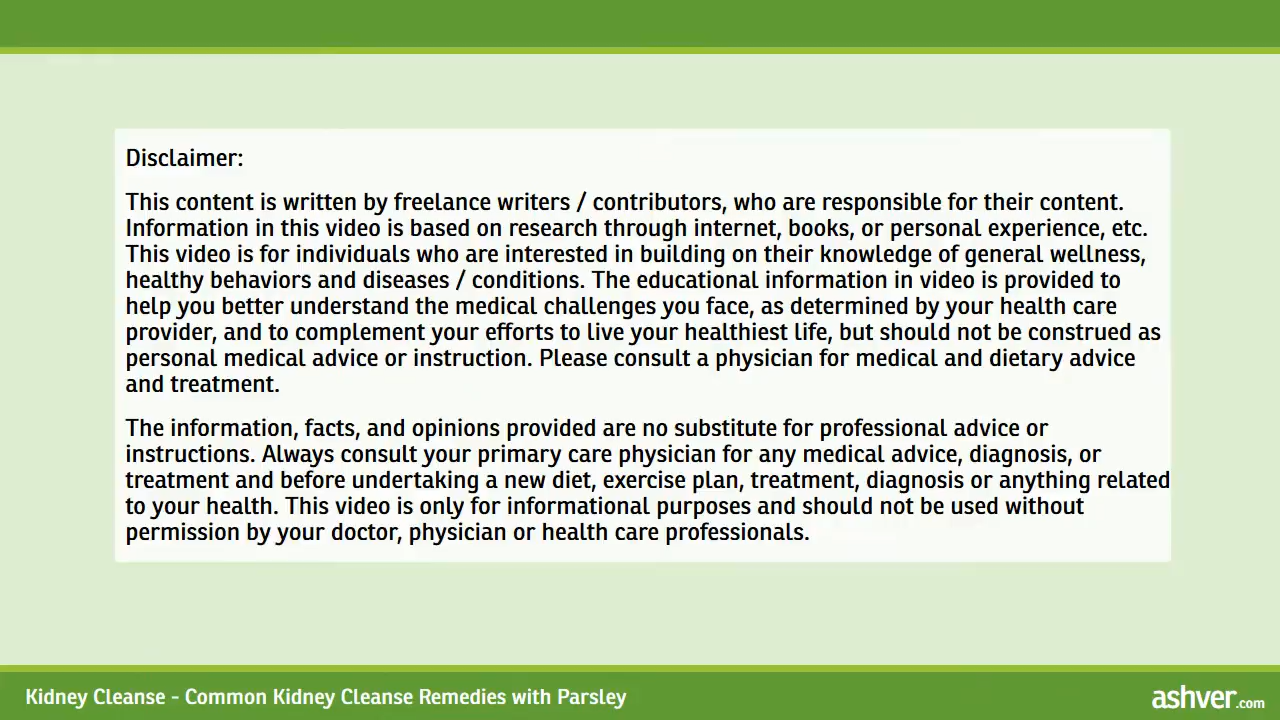 Disclaimer:
This content is written by freelance writers / contributors, who are responsible for their content.
Information in this video is based on research through internet, books, or personal experience, etc.
This video is for individuals who are interested in building on their knowledge of general wellness,
healthy behaviors and diseases / conditions. The educational information in video is provided to
help you better understand the medical challenges you face, as determined by your health care
provider, and to complement your efforts to live your healthiest life, but should not be construed as
personal medical advice or instruction. Please consult a physician for medical and dietary advice
and treatment.
The information, facts, and opinions provided are no substitute for professional advice or
instructions. Always consult your primary care physician for any medical advice, diagnosis, or
treatment and before undertaking a new diet, exercise plan, treatment, diagnosis or anything related
to your health. This video is only for informational purposes and should not be used without
permission by your doctor, physician or health care professionals.
Kidney Cleanse - Common Kidney Cleanse Remedies with Parsley
ashver.com